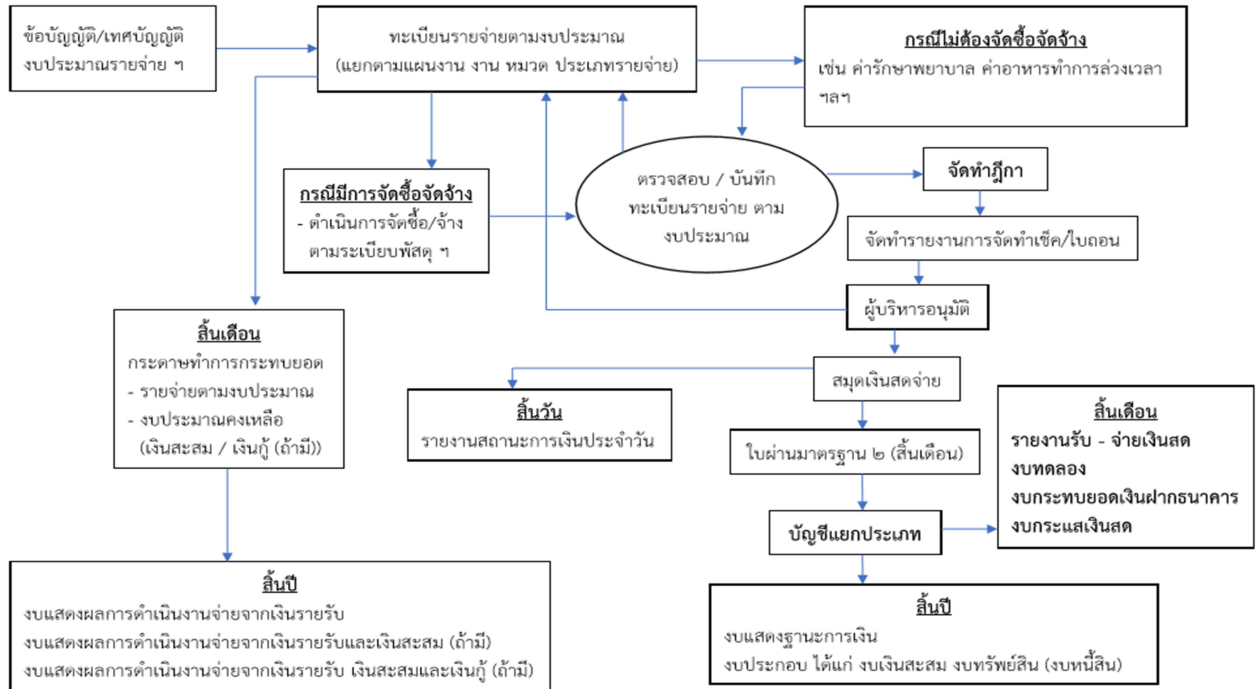 ข้อบัญญัติ/เทศบัญญัติ
งบประมาณรายจ่าย ฯ
ทะเบียนรายจ่ายตามงบประมาณ
(แยกตามแผนงาน งาน หมวด ประเภทรายจ่าย)
กรณีไม่ต้องจัดซื้อจัดจ้าง
เช่น ค่ารักษาพยาบาล ค่าอาหารทำการล่วงเวลา
ฯลฯ
กรณีมีการจัดซื้อจัดจ้าง
- ดำเนินการจัดซื้อ/จ้าง
ตามระเบียบพัสดุ ฯ
ตรวจสอบ / บันทึก
ทะเบียนรายจ่าย ตาม
งบประมาณ
จัดทำฎีกา
จัดทำรายงานการจัดทำเช็ค/ใบถอน
ผู้บริหารอนุมัติ
สิ้นเดือน
กระดาษทำการกระทบยอด
- รายจ่ายตามงบประมาณ
- งบประมาณคงเหลือ
(เงินสะสม / เงินกู้ (ถ้ามี))
สมุดเงินสดจ่าย
สิ้นวัน
รายงานสถานะการเงินประจำวัน
ใบผ่านมาตรฐาน ๒ (สิ้นเดือน)
สิ้นเดือน
รายงานรับ - จ่ายเงินสด
งบทดลอง
งบกระทบยอดเงินฝากธนาคาร
งบกระแสเงินสด
บัญชีแยกประเภท
สิ้นปี
งบแสดงผลการดำเนินงานจ่ายจากเงินรายรับ
งบแสดงผลการดำเนินงานจ่ายจากเงินรายรับและเงินสะสม (ถ้ามี)
งบแสดงผลการดำเนินงานจ่ายจากเงินรายรับ เงินสะสมและเงินกู้ (ถ้ามี)
สิ้นปี
งบแสดงฐานะการเงิน
งบประกอบ ได้แก่ งบเงินสะสม งบทรัพย์สิน (งบหนี้สิน)